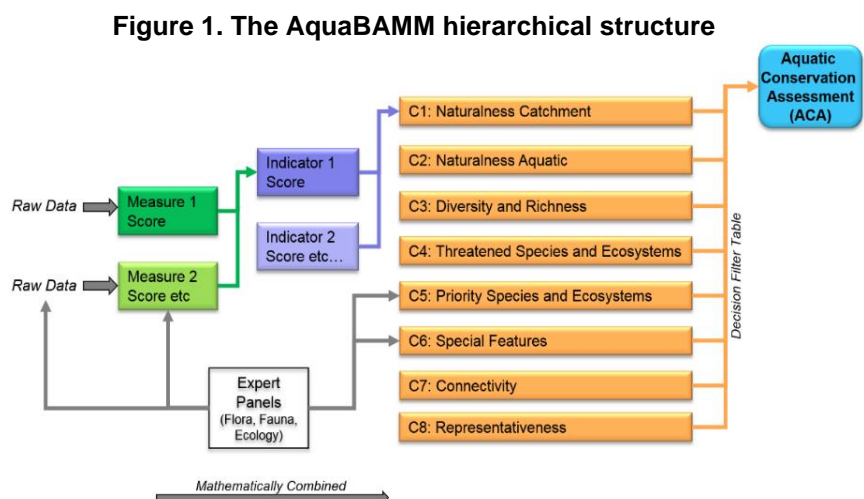 Figure 1. The AquaBAMM hierarchical structure
Aquatic
Conservation
Assessment
(ACA)
C1: Naturalness Catchment
C2: Naturalness Aquatic
C3: Diversity and Richness
C4: Threatened Species and Ecosystems
C5: Priority Species and Ecosystems
C6: Special Features
C7: Connectivity
C8: Representativeness
Decision Filter Table
Indicator 1
Score
Indicator 2
Score etc...
Raw Data
Measure 1
Score
Raw Data
Measure 2
Score etc
Expert
Panels
(Flora, Fauna,
Ecology)
Mathematically Combined